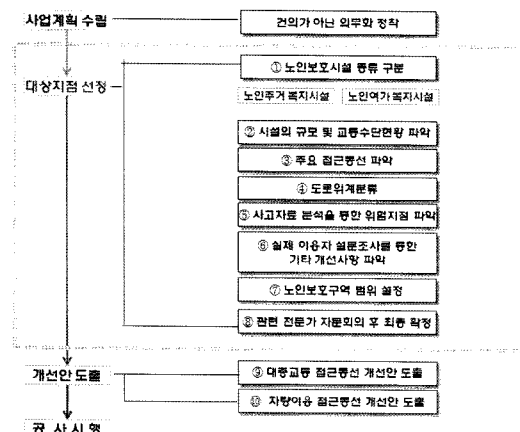 사업계획 수립
건의가 아닌 의무화 정착
대상지점 선정
① 노인보호시설 종류 구분
노인주거 복지시설
노인여가 복지시설
② 시설의 규모 및 교통수단현황 파악
③ 주요 접근동선 파악
④ 도로위계분류
⑤ 사고자료 분석을 통한 위험지점 파악
⑥ 실제 이용자 설문조사를 통한
기타 개선사항 파악
⑦ 노인보호구역 범위 설정
⑧ 관련 전문가 자문회의 후 최종 확정
개선안 도출
⑨ 대중교통 접근동선 개선안 도출
⑩ 차량이용 접근동선 개선안 도출
공 사 시 행